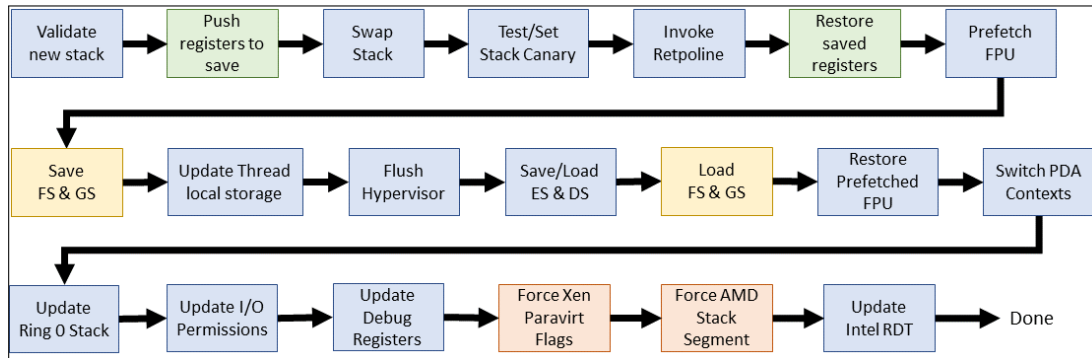 Validate
new stack
Push
registers to
save
Swap
Stack
Test/Set
Stack Canary
Invoke
Retpoline
Restore
saved
registers
Prefetch
FPU
Save
FS & GS
Update Thread
local storage
Flush
Hypervisor
Save/Load
ES & DS
Load
FS & GS
Restore
Prefetched
FPU
Switch PDA
Contexts
Update
Ring 0 Stack
Update I/O
Permissions
Update
Debug
Registers
Force Xen
Paravirt
Flags
Force AMD
Stack
Segment
Update
Intel RDT
Done